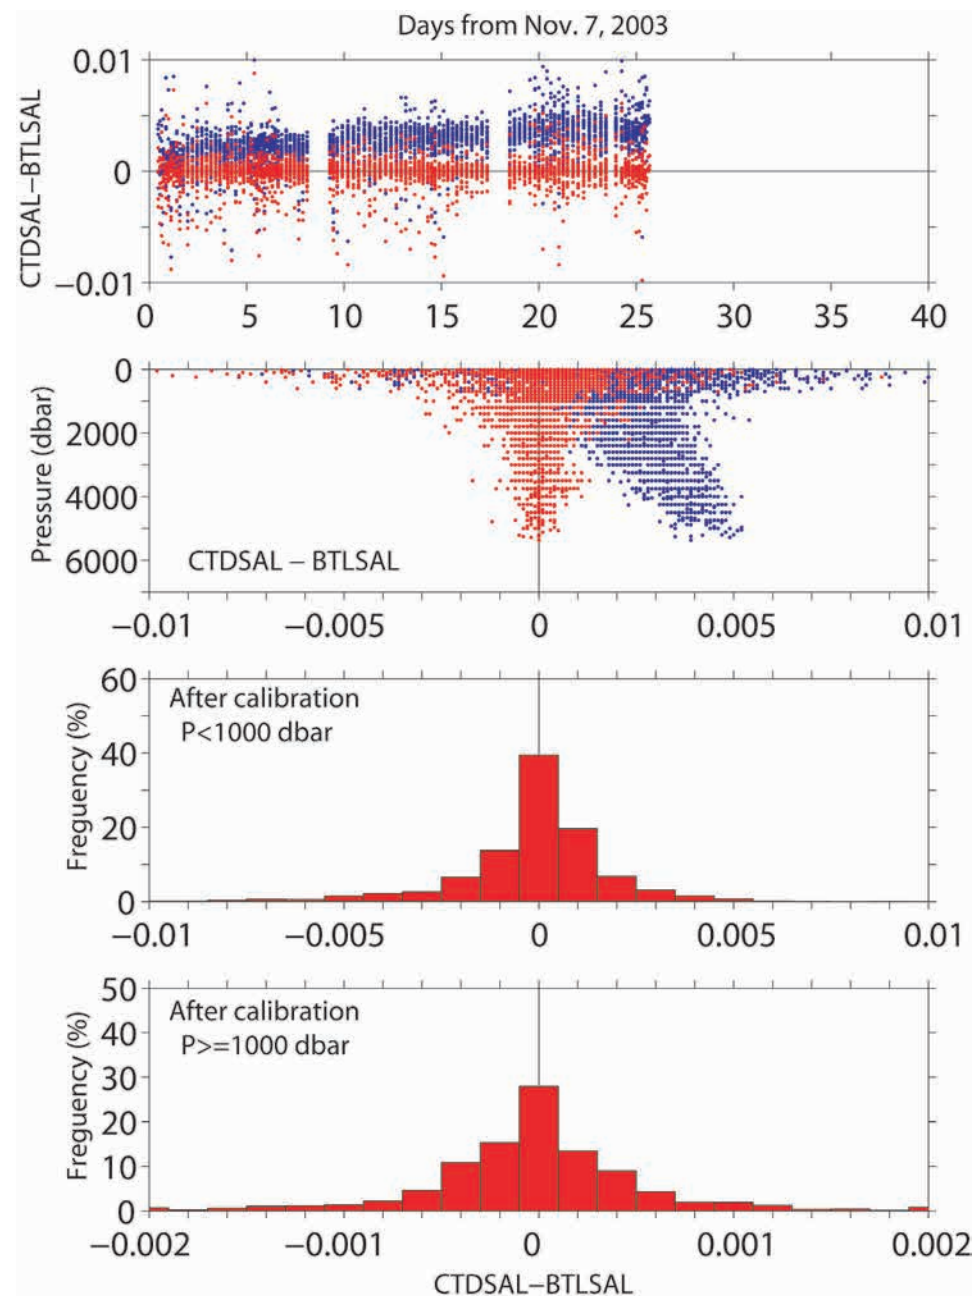 Days from Nov. 7, 2003
CTDSAL−BTLSAL
0.01
0
−0.01
0 5 10 15 20 25 30 35 40
Pressure (dbar)
0
2000
4000
6000
CTDSAL − BTLSAL
−0.01 −0.005 0 0.005 0.01
Freguency (%)
60
40
20
0
After calibration
P<1000 dbar
−0.01 −0.005 0 0.005 0.01
Freguency (%)
50
40
30
20
10
0
After calibration
P>=1000 dbar
−0.002 −0.001 0 0.001 0.002
CTDSAL−BTLSAL